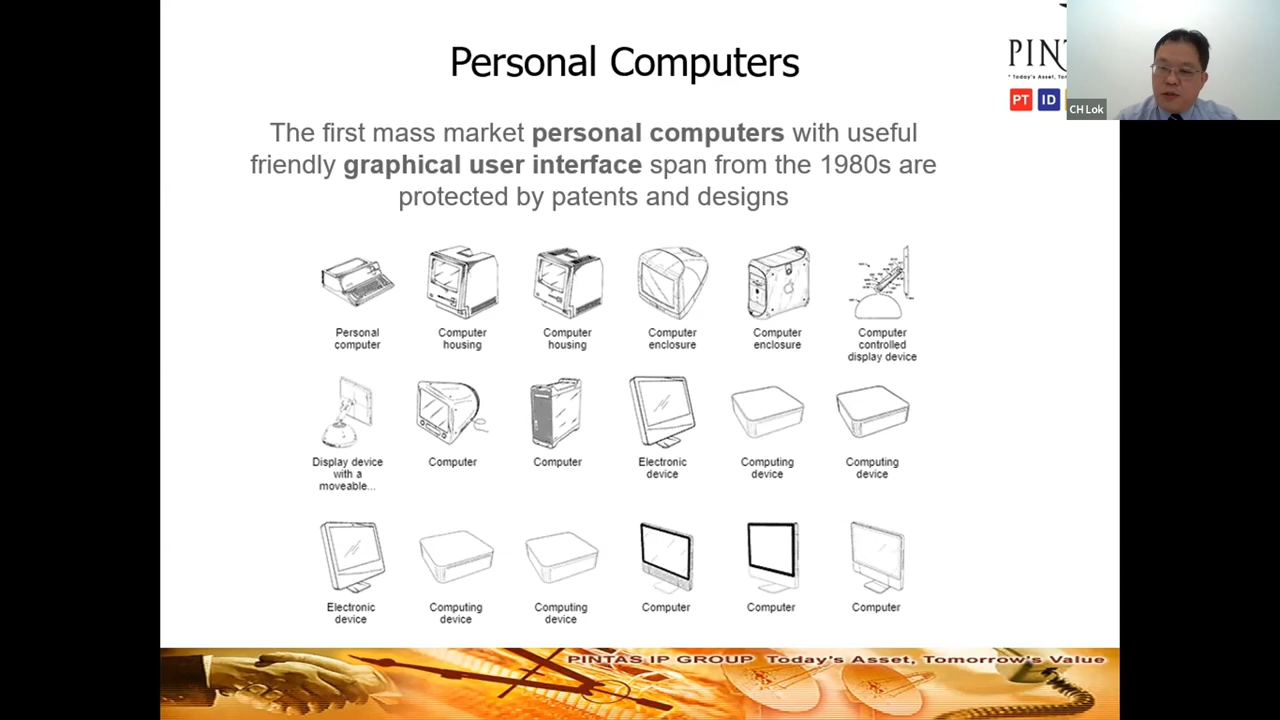 Personal Computers
PIN
PT ID
CH Lok
The first mass market personal computers with useful
friendly graphical user interface span from the 1980s are
protected by patents and designs
Personal
computer
Computer
housing
Computer
housing
Computer
enclosure
Computer
enclosure
Computer
controlled
display device
Display device
with a
moveable...
Computer
Computer
Electronic
device
Computing
device
Computing
device
Electronic
device
Computing
device
Computing
device
Computer
Computer
Computer
PINTAS IP GROUP Today's Asset, Tomorrow's Value